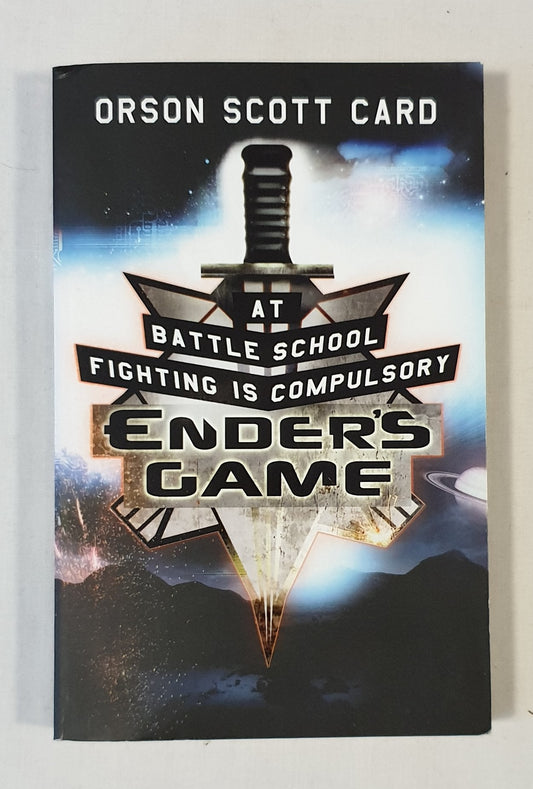 ORSON SCOTT CARD
AT
BATTLE SCHOOL
FIGHTING IS COMPULSORY
ENDER'S
GAME